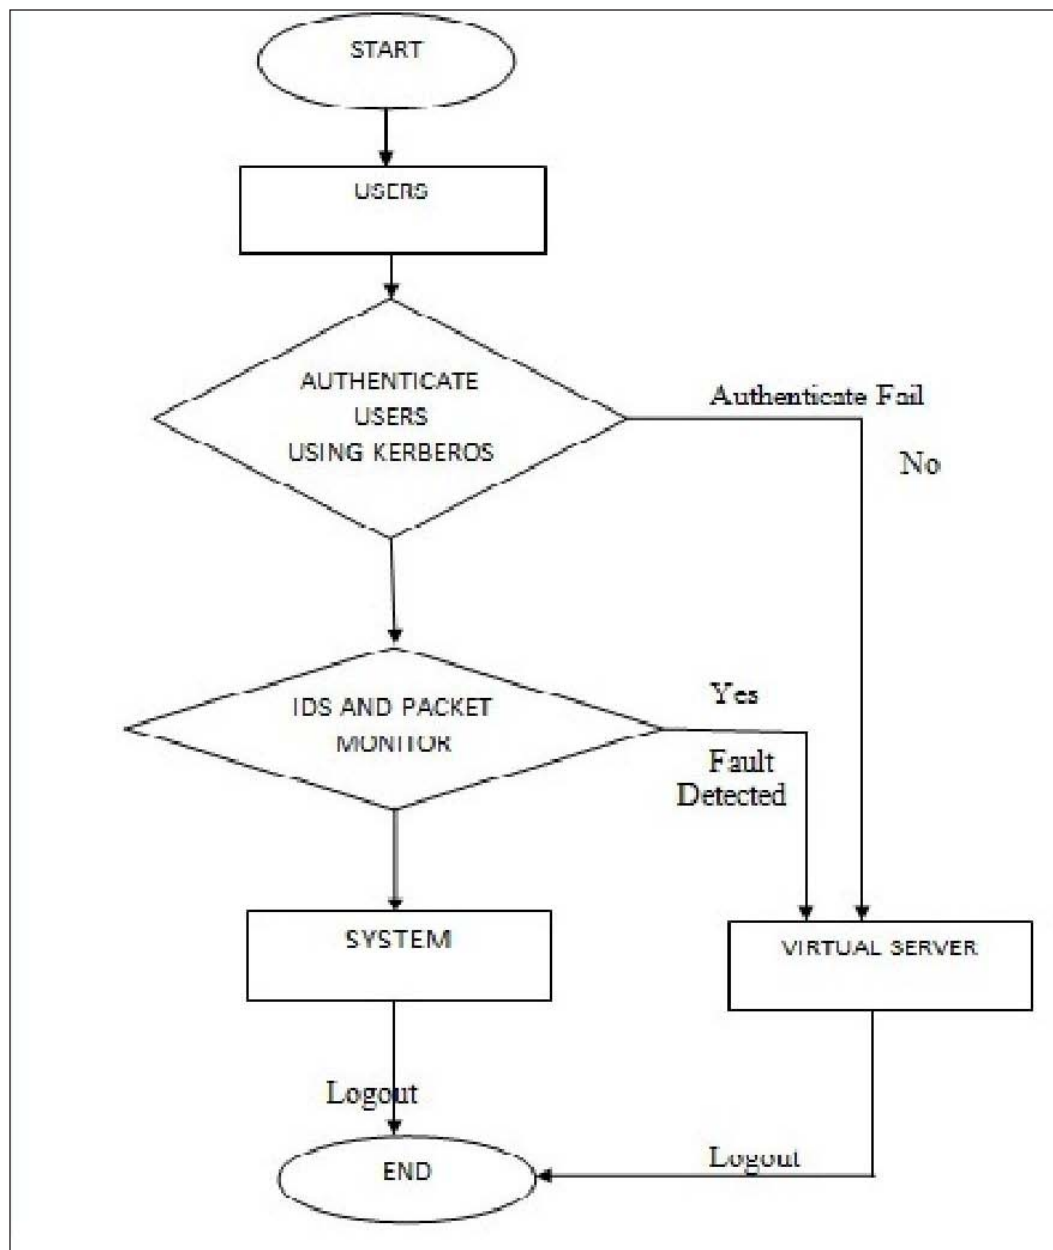 START
USERS
AUTHENTICATE
USERS
USING KERBEROS
Authenticate Fail
No
IDS AND PACKET
MONITOR
Yes
Fault
Detected
SYSTEM
VIRTUAL SERVER
Logout
Logout
END